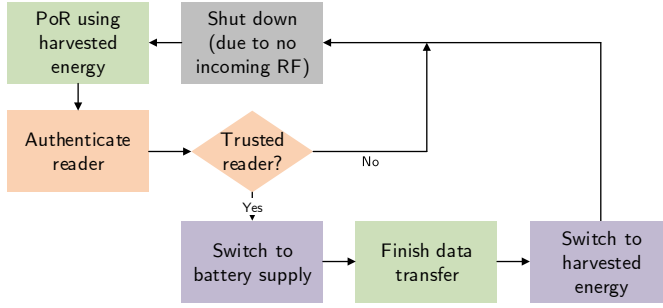 PoR using
harvested
energy
Shut down
(due to no
incoming RF)
Authenticate
reader
Trusted
reader?
No
Yes
Switch to
battery supply
Finish data
transfer
Switch to
harvested
energy